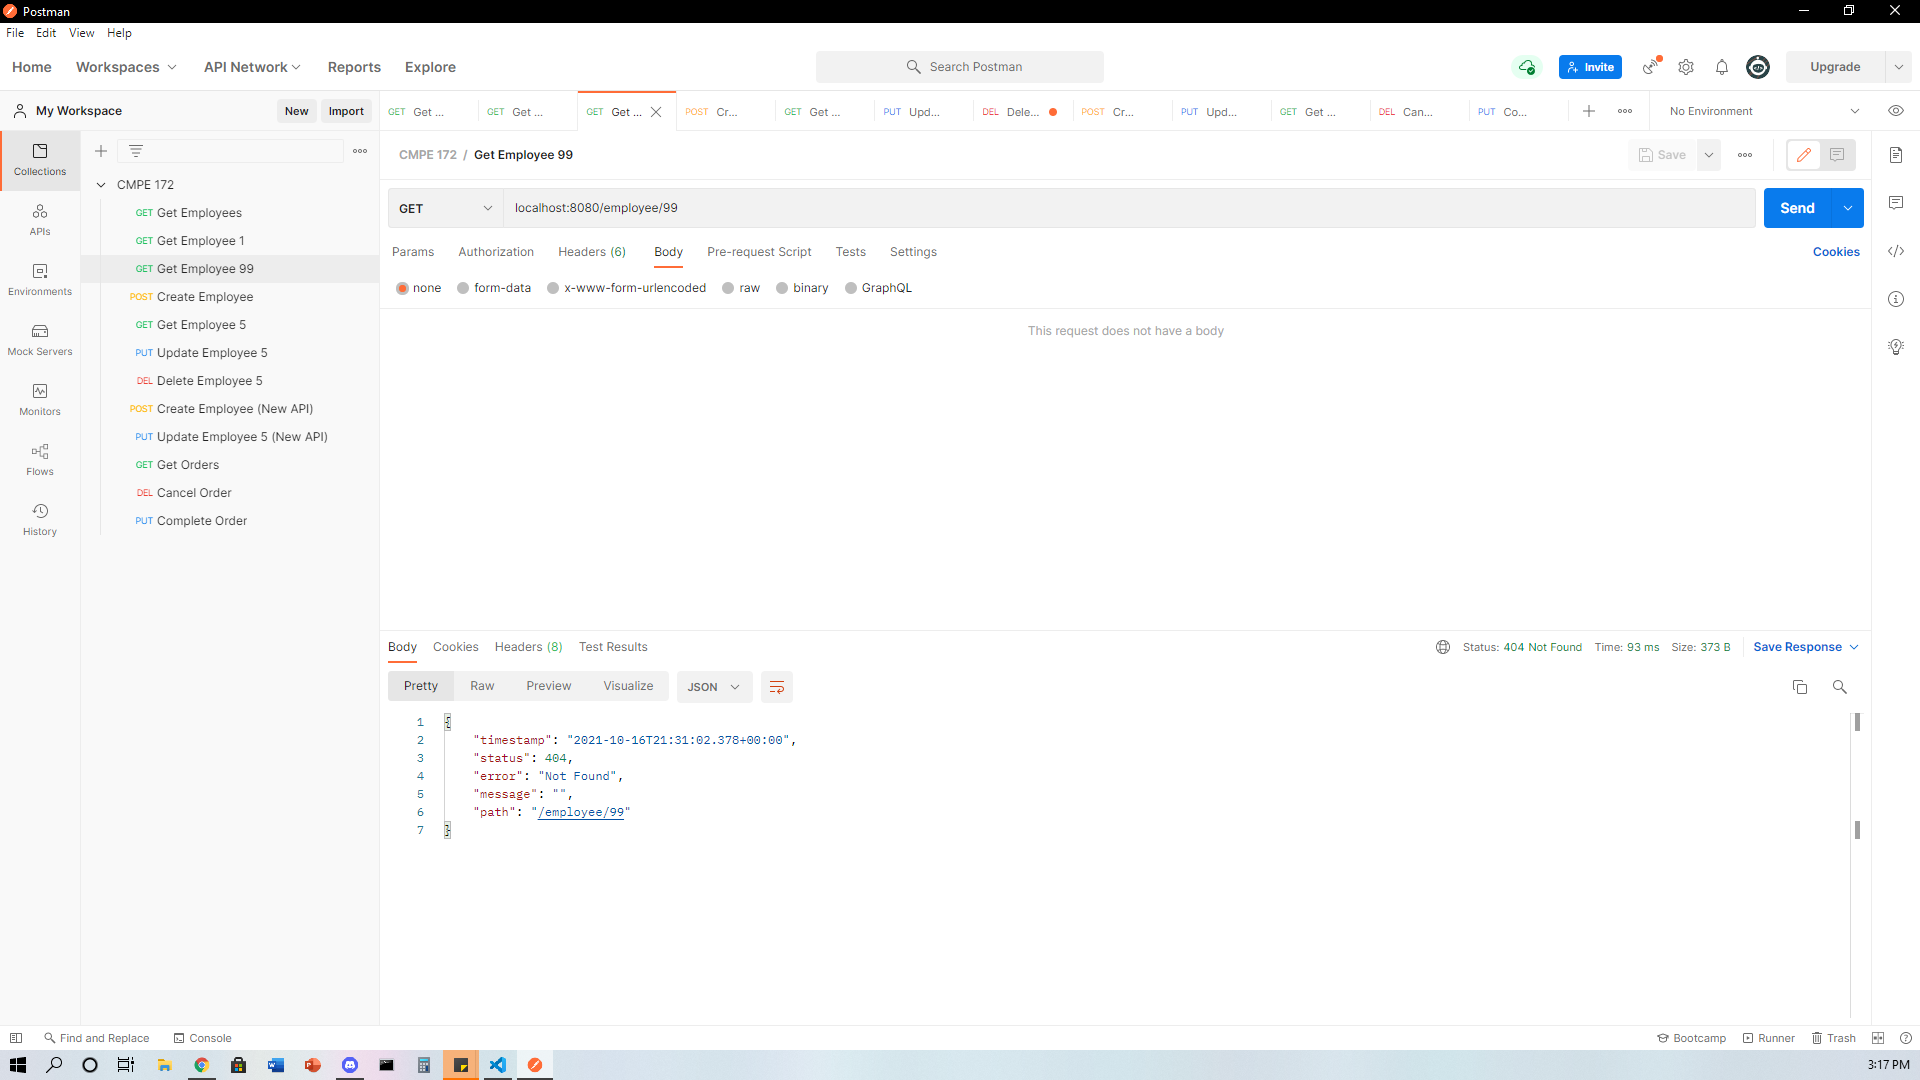 Postman
File Edit View Help
Home Workspaces API Network Reports Explore Search Postman Invite Upgrade
My Workspace New Import GET Get ... GET Get ... GET Get ... POST Cr... GET Get ... PUT Upd... DEL Dele... POST Cr... PUT Upd... GET Get ... DEL Can... PUT Co... No Environment
Collections
APIs
Environments
Mock Servers
Monitors
Flows
History
CMPE 172
GET Get Employees
GET Get Employee 1
GET Get Employee 99
POST Create Employee
GET Get Employee 5
PUT Update Employee 5
DEL Delete Employee 5
POST Create Employee (New API)
PUT Update Employee 5 (New API)
GET Get Orders
DEL Cancel Order
PUT Complete Order
CMPE 172 / Get Employee 99 Save
GET localhost:8080/employee/99 Send
Params Authorization Headers (6) Body Pre-request Script Tests Settings Cookies
none form-data x-www-form-urlencoded raw binary GraphQL
This request does not have a body
Body Cookies Headers (8) Test Results Status: 404 Not Found Time: 93 ms Size: 373 B Save Response
Pretty Raw Preview Visualize JSON
1 {
2 "timestamp": "2021-10-16T21:31:02.378+00:00",
3 "status": 404,
4 "error": "Not Found",
5 "message": "",
6 "path": "/employee/99"
7 }
Find and Replace Console Bootcamp Runner Trash
3:17 PM